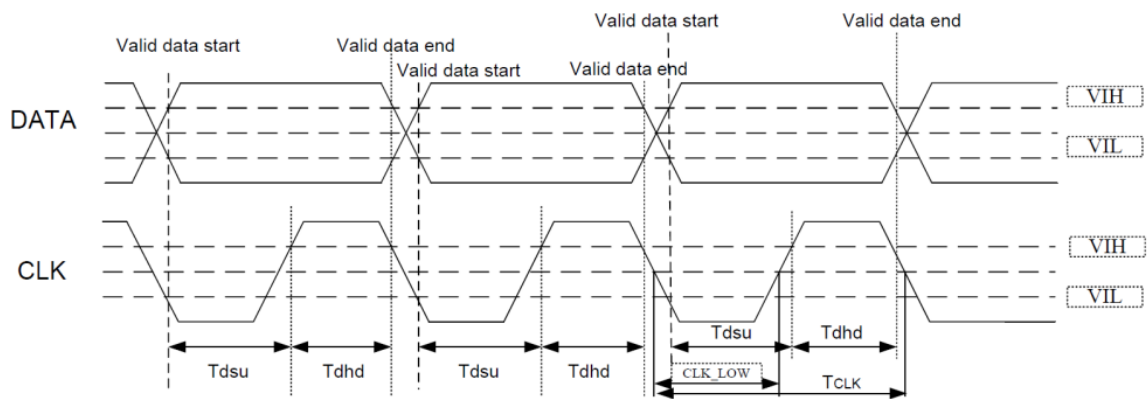 Valid data start
Valid data start
Valid data end
Valid data end
Valid data start
Valid data end
DATA
VIH
VIL
CLK
VIH
VIL
Tdsu
Tdhd
Tdsu
Tdhd
Tdsu
Tdhd
CLK_LOW
TCLK